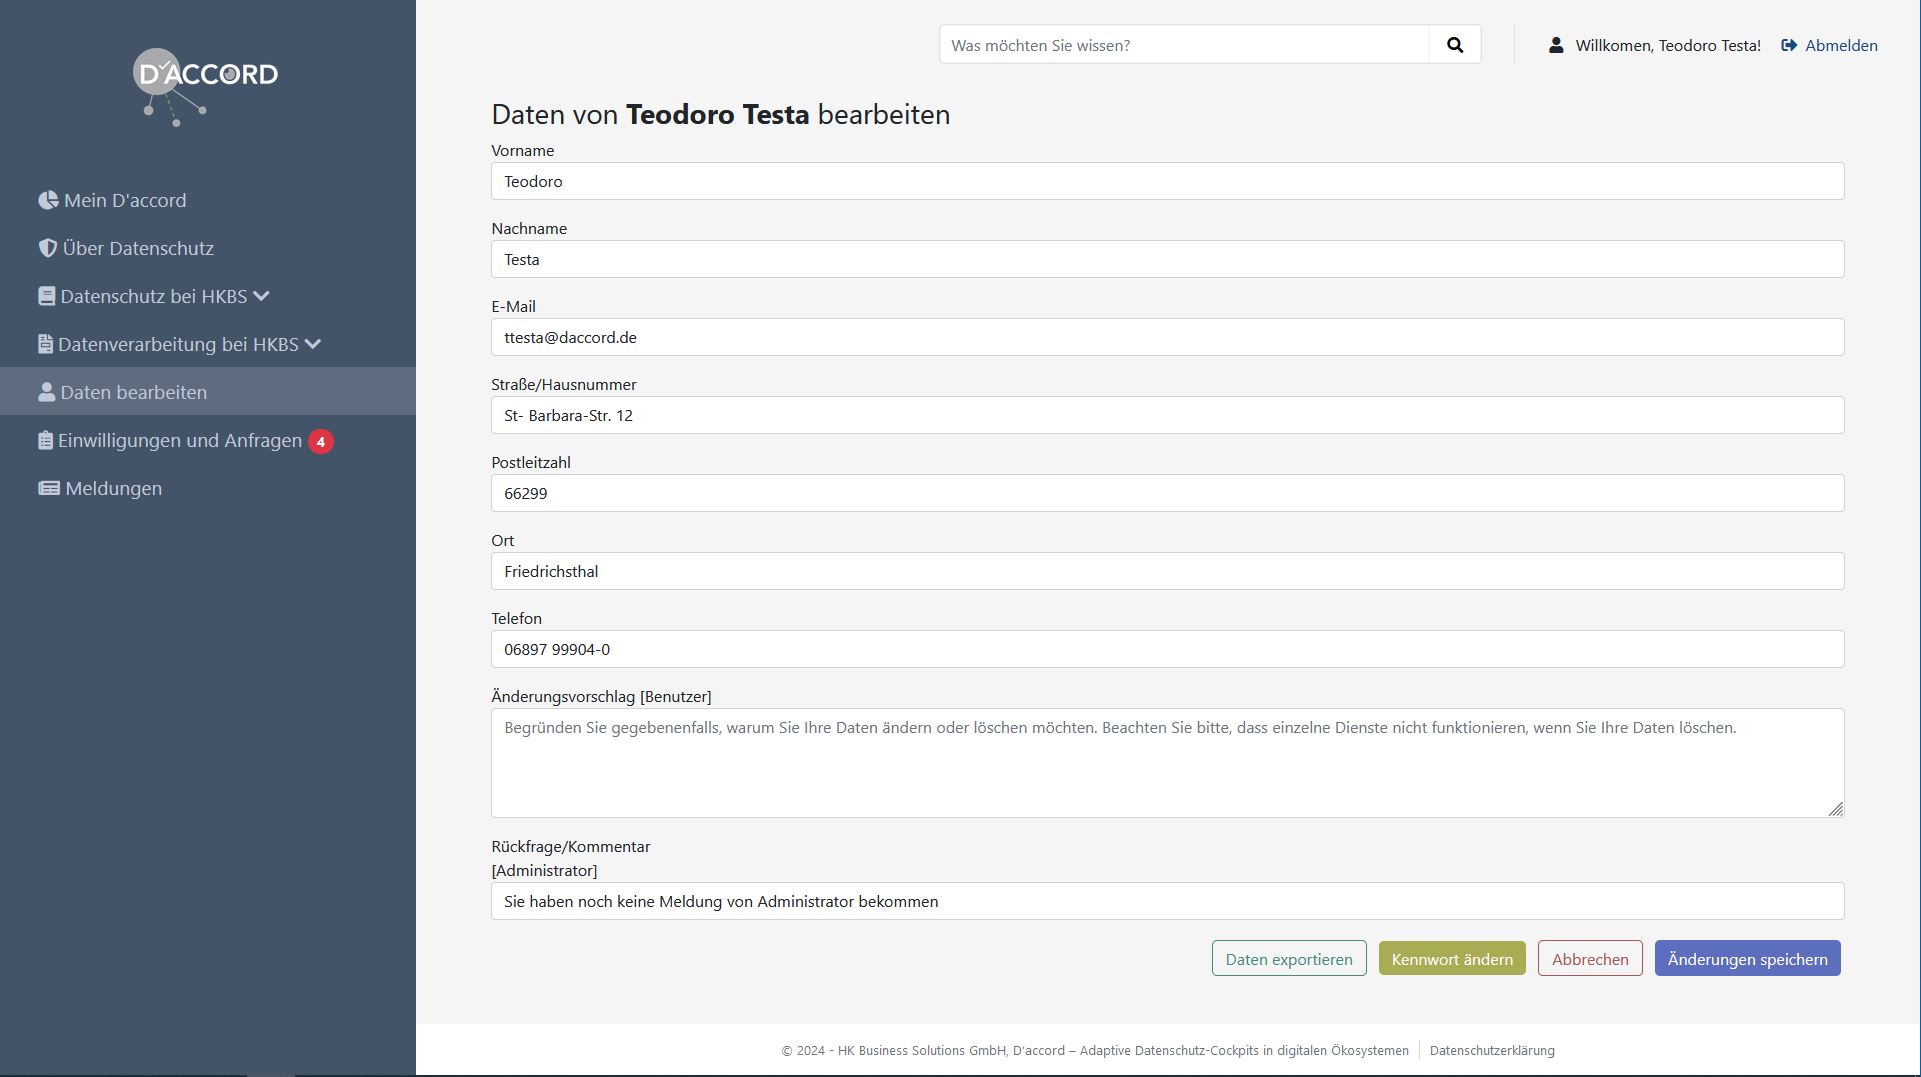 D'ACCORD
Was möchten Sie wissen?
Willkomen, Teodoro Testa!
Abmelden
Mein D'accord
Über Datenschutz
Datenschutz bei HKBS
Datenverarbeitung bei HKBS
Daten bearbeiten
Einwilligungen und Anfragen 4
Meldungen
Daten von Teodoro Testa bearbeiten
Vorname
Teodoro
Nachname
Testa
E-Mail
ttesta@daccord.de
Straße/Hausnummer
St- Barbara-Str. 12
Postleitzahl
66299
Ort
Friedrichsthal
Telefon
06897 99904-0
Änderungsvorschlag [Benutzer]
Begründen Sie gegebenenfalls, warum Sie Ihre Daten ändern oder löschen möchten. Beachten Sie bitte, dass einzelne Dienste nicht funktionieren, wenn Sie Ihre Daten löschen.
Rückfrage/Kommentar
[Administrator]
Sie haben noch keine Meldung von Administrator bekommen
Daten exportieren
Kennwort ändern
Abbrechen
Änderungen speichern
© 2024 - HK Business Solutions GmbH, D'accord – Adaptive Datenschutz-Cockpits in digitalen Ökosystemen
Datenschutzerklärung